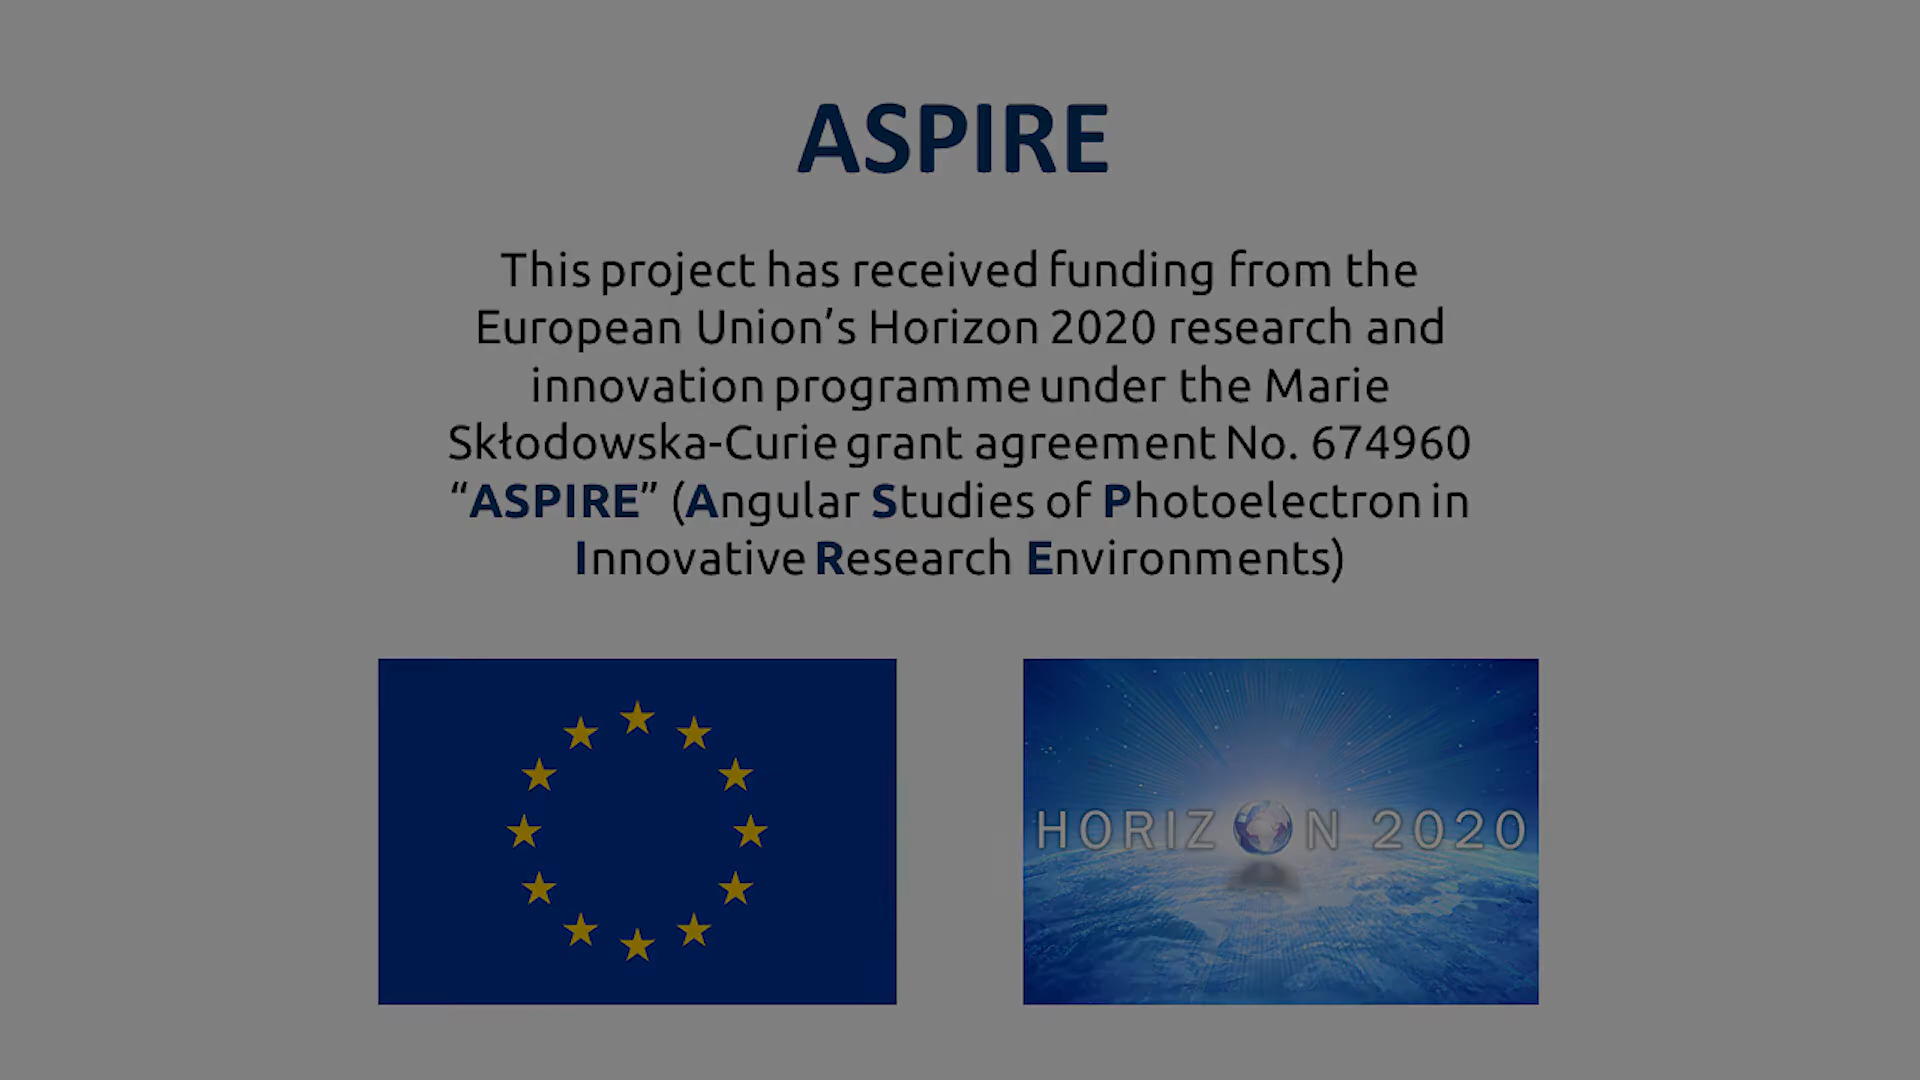 ASPIRE
This project has received funding from the
European Union’s Horizon 2020 research and
innovation programme under the Marie
Skłodowska-Curie grant agreement No. 674960
“ASPIRE” (Angular Studies of Photoelectron in
Innovative Research Environments)
HORIZON 2020